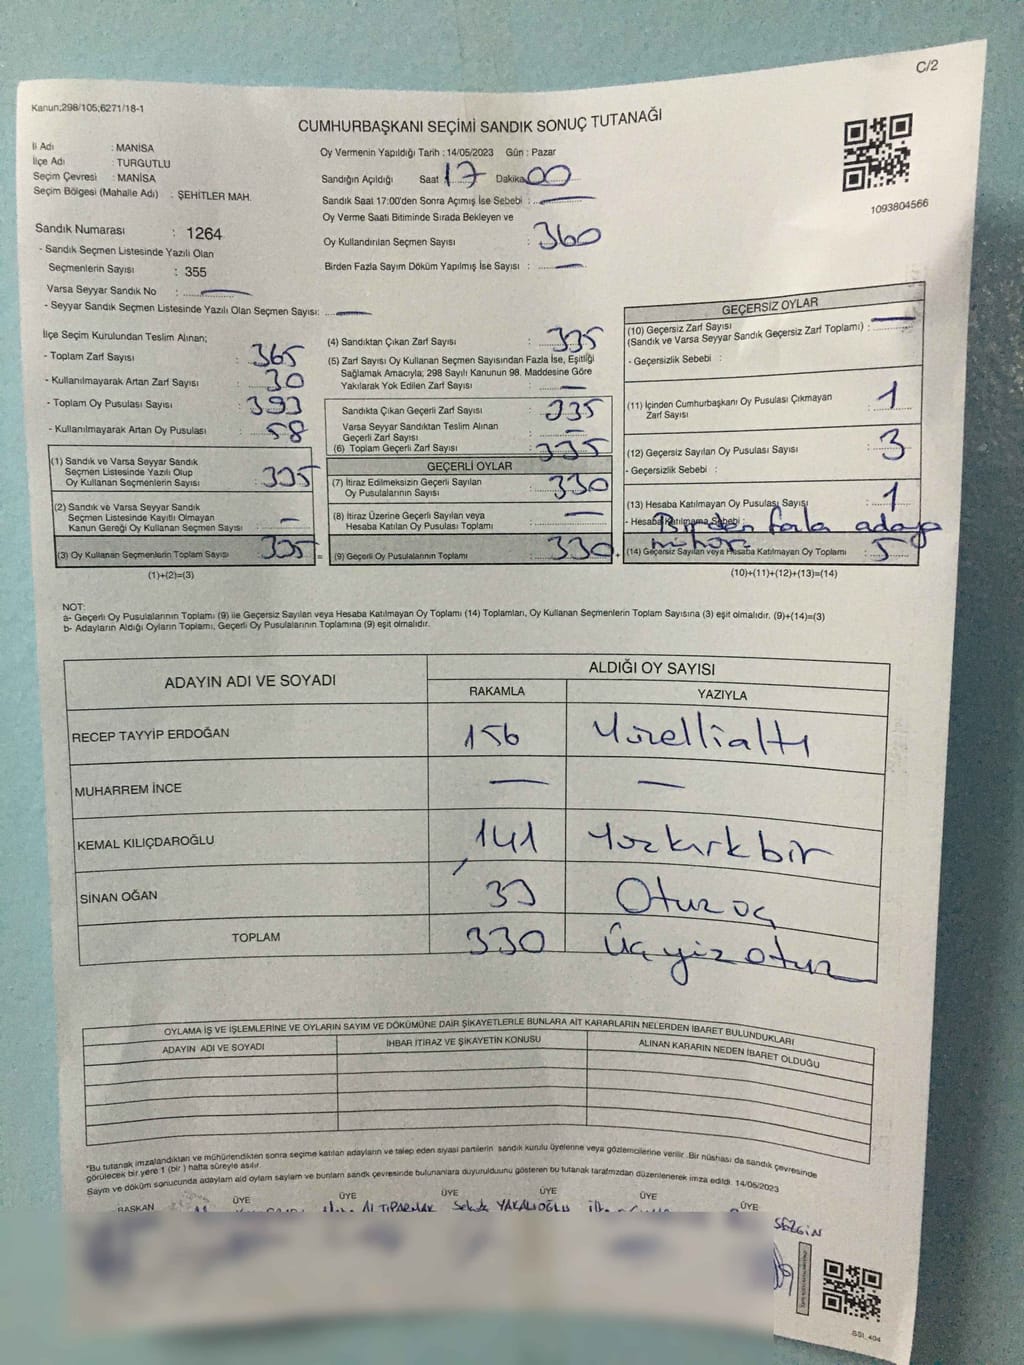 C/2
Kanun;298/105;6271/18-1
CUMHURBAŞKANI SEÇİMİ SANDIK SONUÇ TUTANAĞI
İl Adı : MANİSA
İlçe Adı : TURGUTLU
Seçim Çevresi : MANİSA
Seçim Bölgesi (Mahalle Adı) : ŞEHİTLER MAH.
Sandık Numarası : 1264
- Sandık Seçmen Listesinde Yazılı Olan
Seçmenlerin Sayısı : 355
Varsa Seyyar Sandık No : —
- Seyyar Sandık Seçmen Listesinde Yazılı Olan Seçmen Sayısı: —
Oy Vermenin Yapıldığı Tarih : 14/05/2023 Gün : Pazar
Sandığın Açıldığı Saat 17 Dakika 00
Sandık Saat 17:00'den Sonra Açımış İse Sebebi : —
Oy Verme Saati Bitiminde Sırada Bekleyen ve
Oy Kullandırılan Seçmen Sayısı : 360
Birden Fazla Sayım Döküm Yapılmış İse Sayısı : —
1093804566
İlçe Seçim Kurulundan Teslim Alınan;
- Toplam Zarf Sayısı : 365
- Kullanılmayarak Artan Zarf Sayısı : 30
- Toplam Oy Pusulası Sayısı : 393
- Kullanılmayarak Artan Oy Pusulası : 58
(1) Sandık ve Varsa Seyyar Sandık
Seçmen Listesinde Yazılı Olup
Oy Kullanan Seçmenlerin Sayısı : 335
(2) Sandık ve Varsa Seyyar Sandık
Seçmen Listesinde Kayıtlı Olmayan
Kanun Gereği Oy Kullanan Seçmen Sayısı : —
(3) Oy Kullanan Seçmenlerin Toplam Sayısı : 335 =
(1)+(2)=(3)
(4) Sandıktan Çıkan Zarf Sayısı : 335
(5) Zarf Sayısı Oy Kullanan Seçmen Sayısından Fazla İse, Eşitliği
Sağlamak Amacıyla; 298 Sayılı Kanunun 98. Maddesine Göre
Yakılarak Yok Edilen Zarf Sayısı : —
Sandıkta Çıkan Geçerli Zarf Sayısı : 335
Varsa Seyyar Sandıktan Teslim Alınan
Geçerli Zarf Sayısı : —
(6) Toplam Geçerli Zarf Sayısı : 335
GEÇERLİ OYLAR
(7) İtiraz Edilmeksizin Geçerli Sayılan
Oy Pusulalarının Sayısı : 330
(8) İtiraz Üzerine Geçerli Sayılan veya
Hesaba Katılan Oy Pusulası Toplamı : —
(9) Geçerli Oy Pusulalarının Toplamı : 330 +
GEÇERSİZ OYLAR
(10) Geçersiz Zarf Sayısı
(Sandık ve Varsa Seyyar Sandık Geçersiz Zarf Toplamı) : —
- Geçersizlik Sebebi :
(11) İçinden Cumhurbaşkanı Oy Pusulası Çıkmayan
Zarf Sayısı : 1
(12) Geçersiz Sayılan Oy Pusulası Sayısı : 3
- Geçersizlik Sebebi :
(13) Hesaba Katılmayan Oy Pusulası Sayısı : 1
- Hesaba Katılmama Sebebi : Birden fazla adaya
mühür
(14) Geçersiz Sayılan veya Hesaba Katılmayan Oy Toplamı : 5
(10)+(11)+(12)+(13)=(14)
NOT:
a- Geçerli Oy Pusulalarının Toplamı (9) ile Geçersiz Sayılan veya Hesaba Katılmayan Oy Toplamı (14) Toplamları, Oy Kullanan Seçmenlerin Toplam Sayısına (3) eşit olmalıdır. (9)+(14)=(3)
b- Adayların Aldığı Oyların Toplamı, Geçerli Oy Pusulalarının Toplamına (9) eşit olmalıdır.
ADAYIN ADI VE SOYADI ALDIĞI OY SAYISI
RAKAMLA YAZIYLA
RECEP TAYYİP ERDOĞAN 156 Yüzellialtı
MUHARREM İNCE — —
KEMAL KILIÇDAROĞLU 141 Yüzkırkbir
SİNAN OĞAN 33 Otuzüç
TOPLAM 330 Üçyüzotuz
OYLAMA İŞ VE İŞLEMLERİNE VE OYLARIN SAYIM VE DÖKÜMÜNE DAİR ŞİKAYETLERLE BUNLARA AİT KARARLARIN NELERDEN İBARET BULUNDUKLARI
ADAYIN ADI VE SOYADI İHBAR İTİRAZ VE ŞİKAYETİN KONUSU ALINAN KARARIN NEDEN İBARET OLDUĞU
*Bu tutanak imzalandıktan ve mühürlendikten sonra seçime katılan adayların ve talep eden siyasi partilerin sandık kurulu üyelerine veya gözlemcilerine verilir. Bir nüshası da sandık çevresinde
görülecek bir yere 1 (bir ) hafta süreyle asılır.
Sayım ve döküm sonucunda adayların aldığı oyların sayılarını ve bunların sandık çevresinde bulunanlara duyurulduğunu gösteren bu tutanak tarafımızdan düzenlenerek imza edildi. 14/05/2023
BAŞKAN ÜYE ÜYE ÜYE ÜYE ÜYE ÜYE
ALTIPARMAK YAKALIOĞLU
SEZGİN
SSI_404